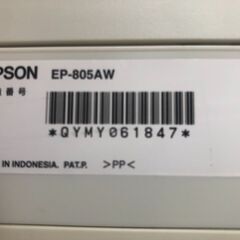 PSON EP-805AW
番号
*QYMY061847*
IN INDONESIA. PAT.P. >PP<